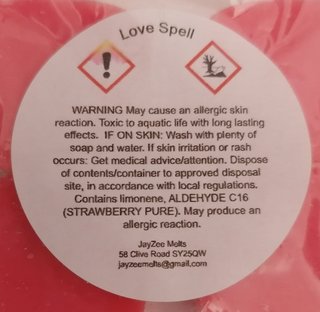 Love Spell
WARNING May cause an allergic skin
reaction. Toxic to aquatic life with long lasting
effects. IF ON SKIN: Wash with plenty of
soap and water. If skin irritation or rash
occurs: Get medical advice/attention. Dispose
of contents/container to approved disposal
site, in accordance with local regulations.
Contains limonene, ALDEHYDE C16
(STRAWBERRY PURE). May produce an
allergic reaction.
JayZee Melts
58 Clive Road SY25QW
jayzeemelts@gmail.com